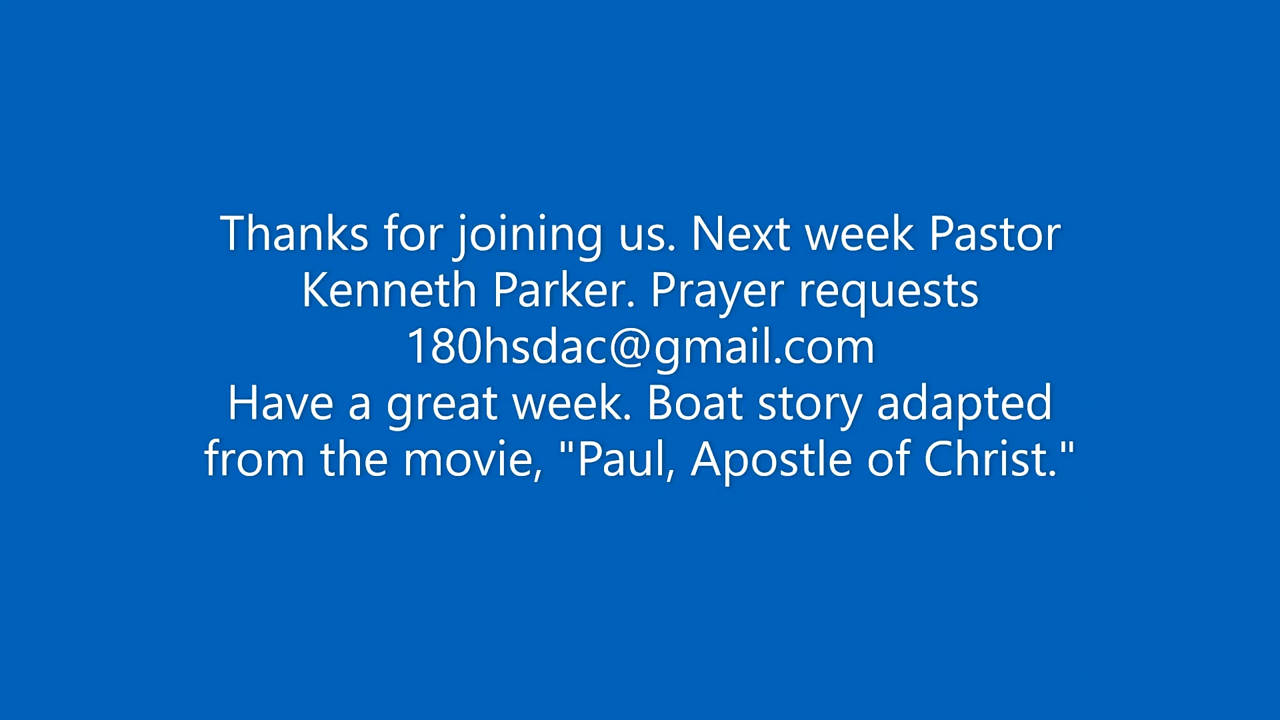 Thanks for joining us. Next week Pastor
Kenneth Parker. Prayer requests
180hsdac@gmail.com
Have a great week. Boat story adapted
from the movie, "Paul, Apostle of Christ."